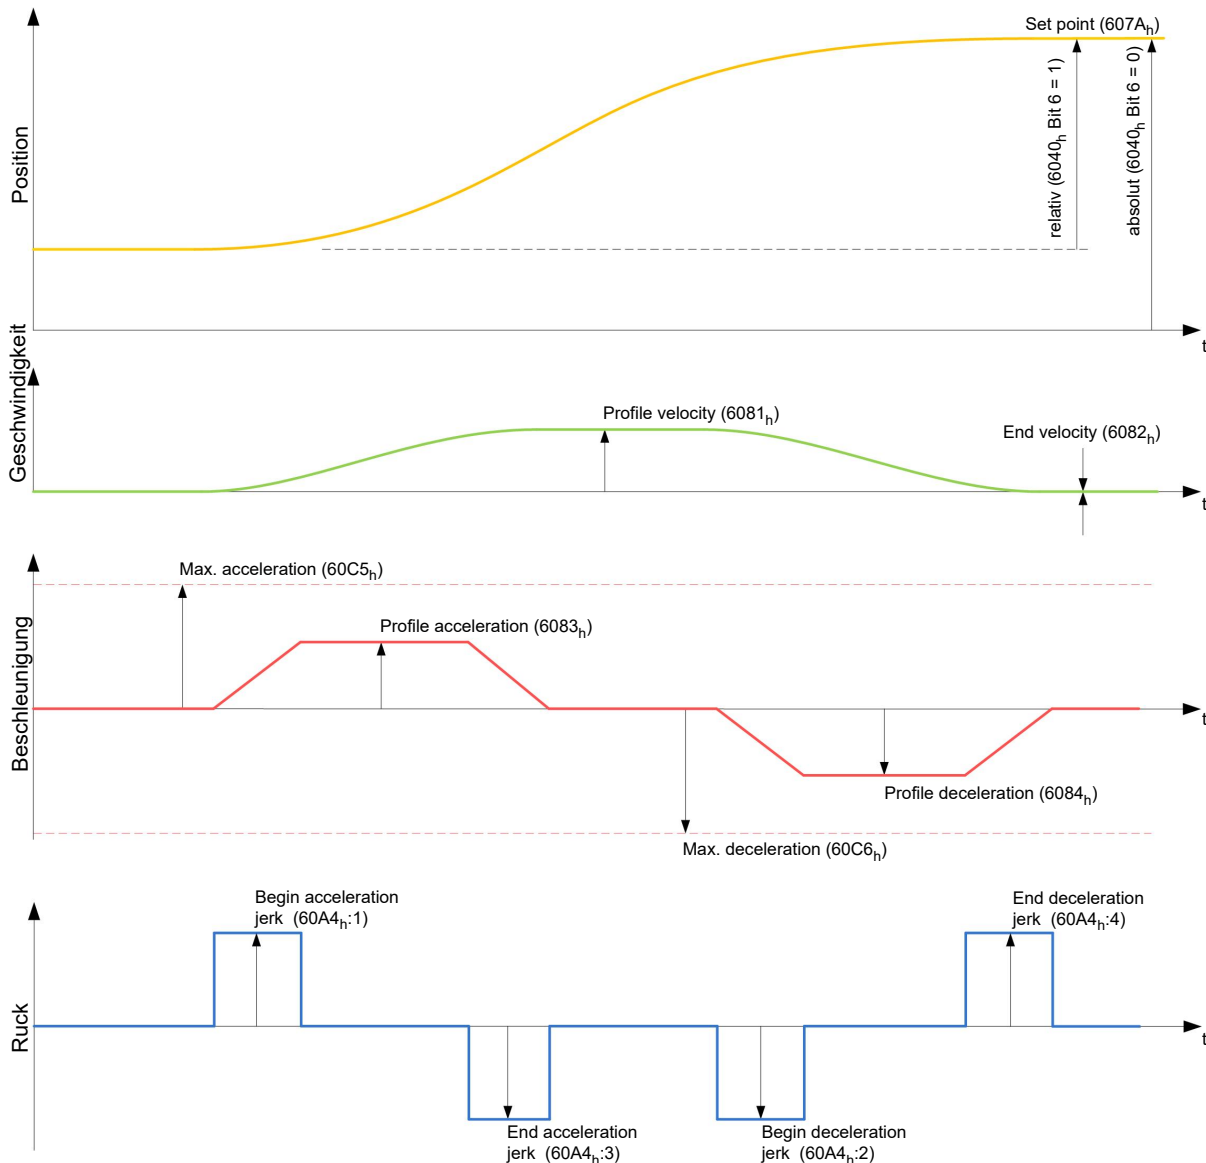 Position
Set point (607Ah)
relativ (6040h Bit 6 = 1)
absolut (6040h Bit 6 = 0)
t
Geschwindigkeit
Profile velocity (6081h)
End velocity (6082h)
t
Beschleunigung
Max. acceleration (60C5h)
Profile acceleration (6083h)
t
Profile deceleration (6084h)
Max. deceleration (60C6h)
Ruck
Begin acceleration
jerk (60A4h:1)
End deceleration
jerk (60A4h:4)
t
End acceleration
jerk (60A4h:3)
Begin deceleration
jerk (60A4h:2)